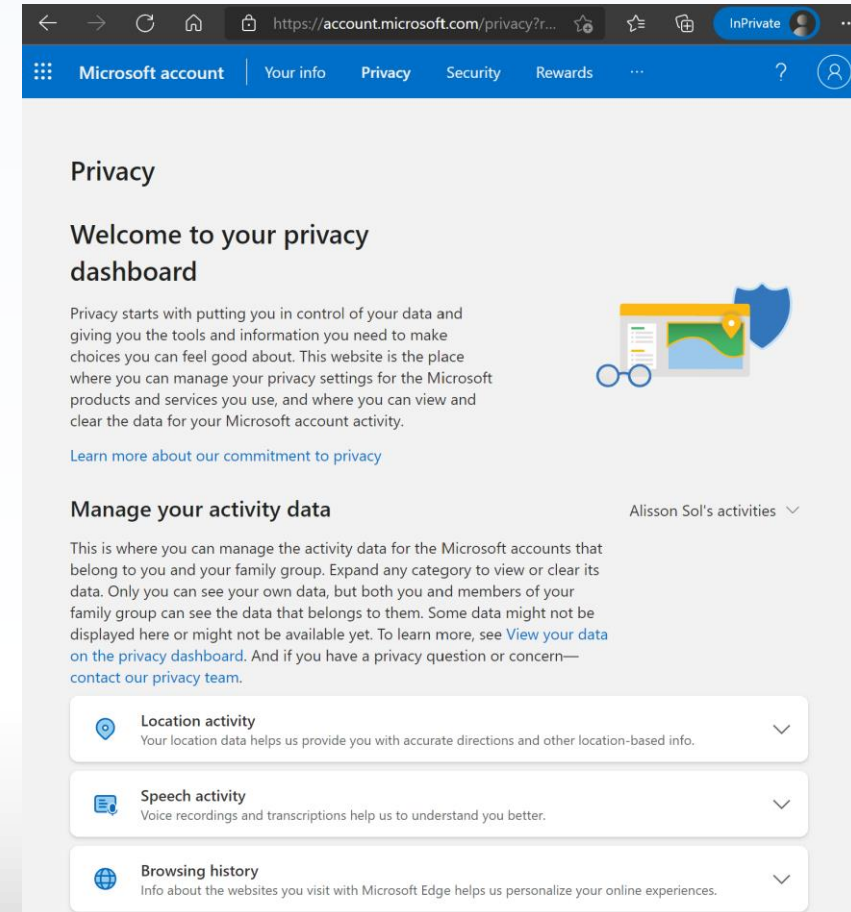 https://account.microsoft.com/privacy?r...
InPrivate
Microsoft account
Your info
Privacy
Security
Rewards
...
?
Privacy
Welcome to your privacy
dashboard
Privacy starts with putting you in control of your data and
giving you the tools and information you need to make
choices you can feel good about. This website is the place
where you can manage your privacy settings for the Microsoft
products and services you use, and where you can view and
clear the data for your Microsoft account activity.
Learn more about our commitment to privacy
Manage your activity data
Alisson Sol's activities
This is where you can manage the activity data for the Microsoft accounts that
belong to you and your family group. Expand any category to view or clear its
data. Only you can see your own data, but both you and members of your
family group can see the data that belongs to them. Some data might not be
displayed here or might not be available yet. To learn more, see View your data
on the privacy dashboard. And if you have a privacy question or concern—
contact our privacy team.
Location activity
Your location data helps us provide you with accurate directions and other location-based info.
Speech activity
Voice recordings and transcriptions help us to understand you better.
Browsing history
Info about the websites you visit with Microsoft Edge helps us personalize your online experiences.